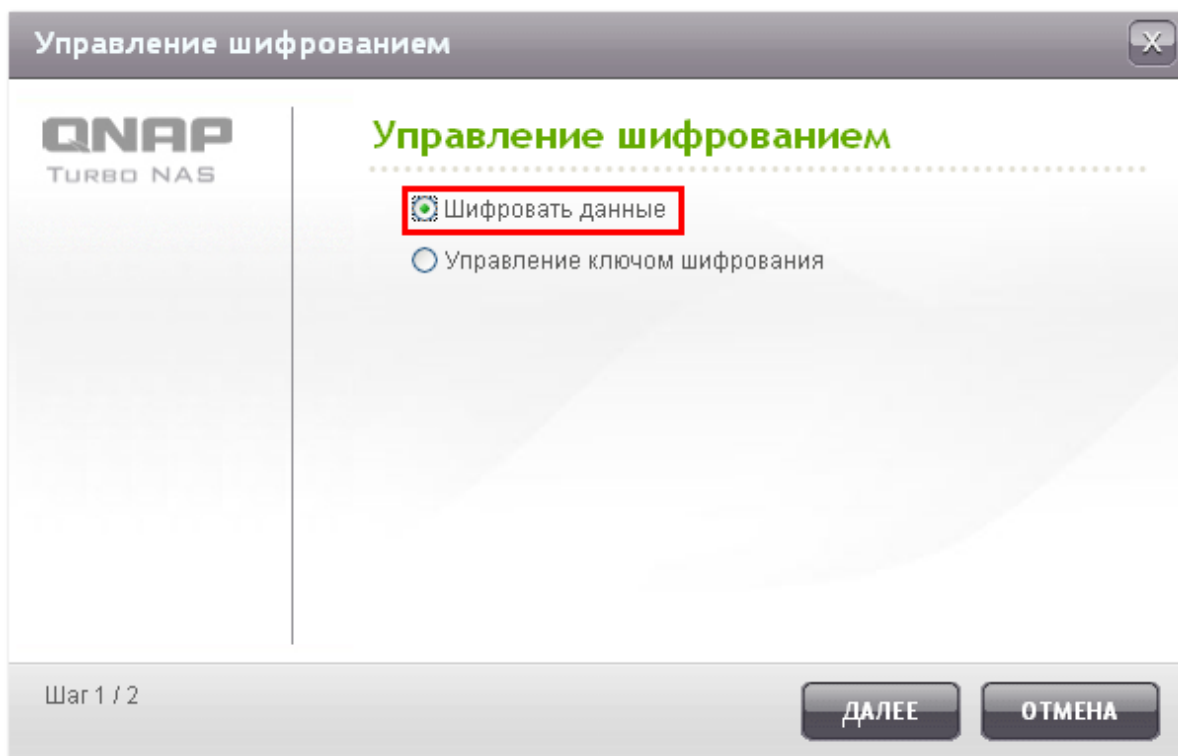 Управление шифрованием
X
QNAP
TURBO NAS
Управление шифрованием
Шифровать данные
Управление ключом шифрования
Шаг 1 / 2
ДАЛЕЕ
ОТМЕНА